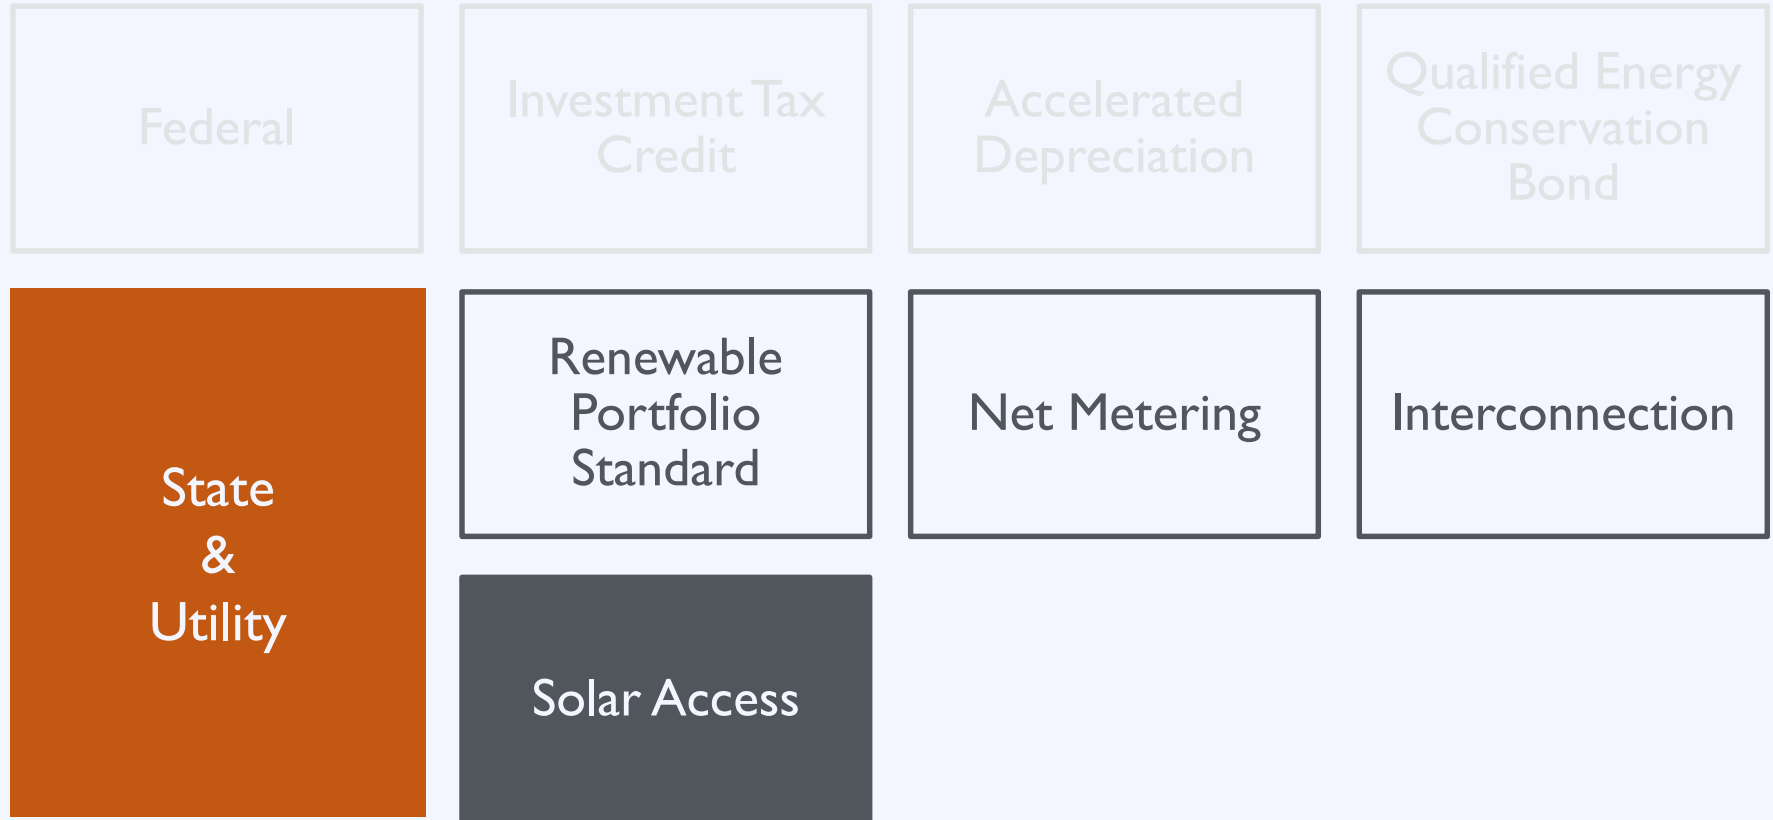 Federal
Investment Tax
Credit
Accelerated
Depreciation
Qualified Energy
Conservation
Bond
State
&
Utility
Renewable
Portfolio
Standard
Net Metering
Interconnection
Solar Access